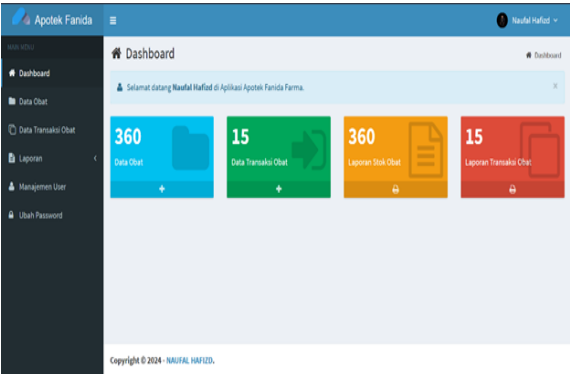 Apotek Fanida
Naufal Hafizd
MAIN MENU
Dashboard
Data Obat
Data Transaksi Obat
Laporan
Manajemen User
Ubah Password
Dashboard
Dashboard
Selamat datang Naufal Hafizd di Aplikasi Apotek Fanida Farma.
x
360
Data Obat
15
Data Transaksi Obat
360
Laporan Stok Obat
15
Laporan Transaksi Obat
Copyright © 2024 - NAUFAL HAFIZD.